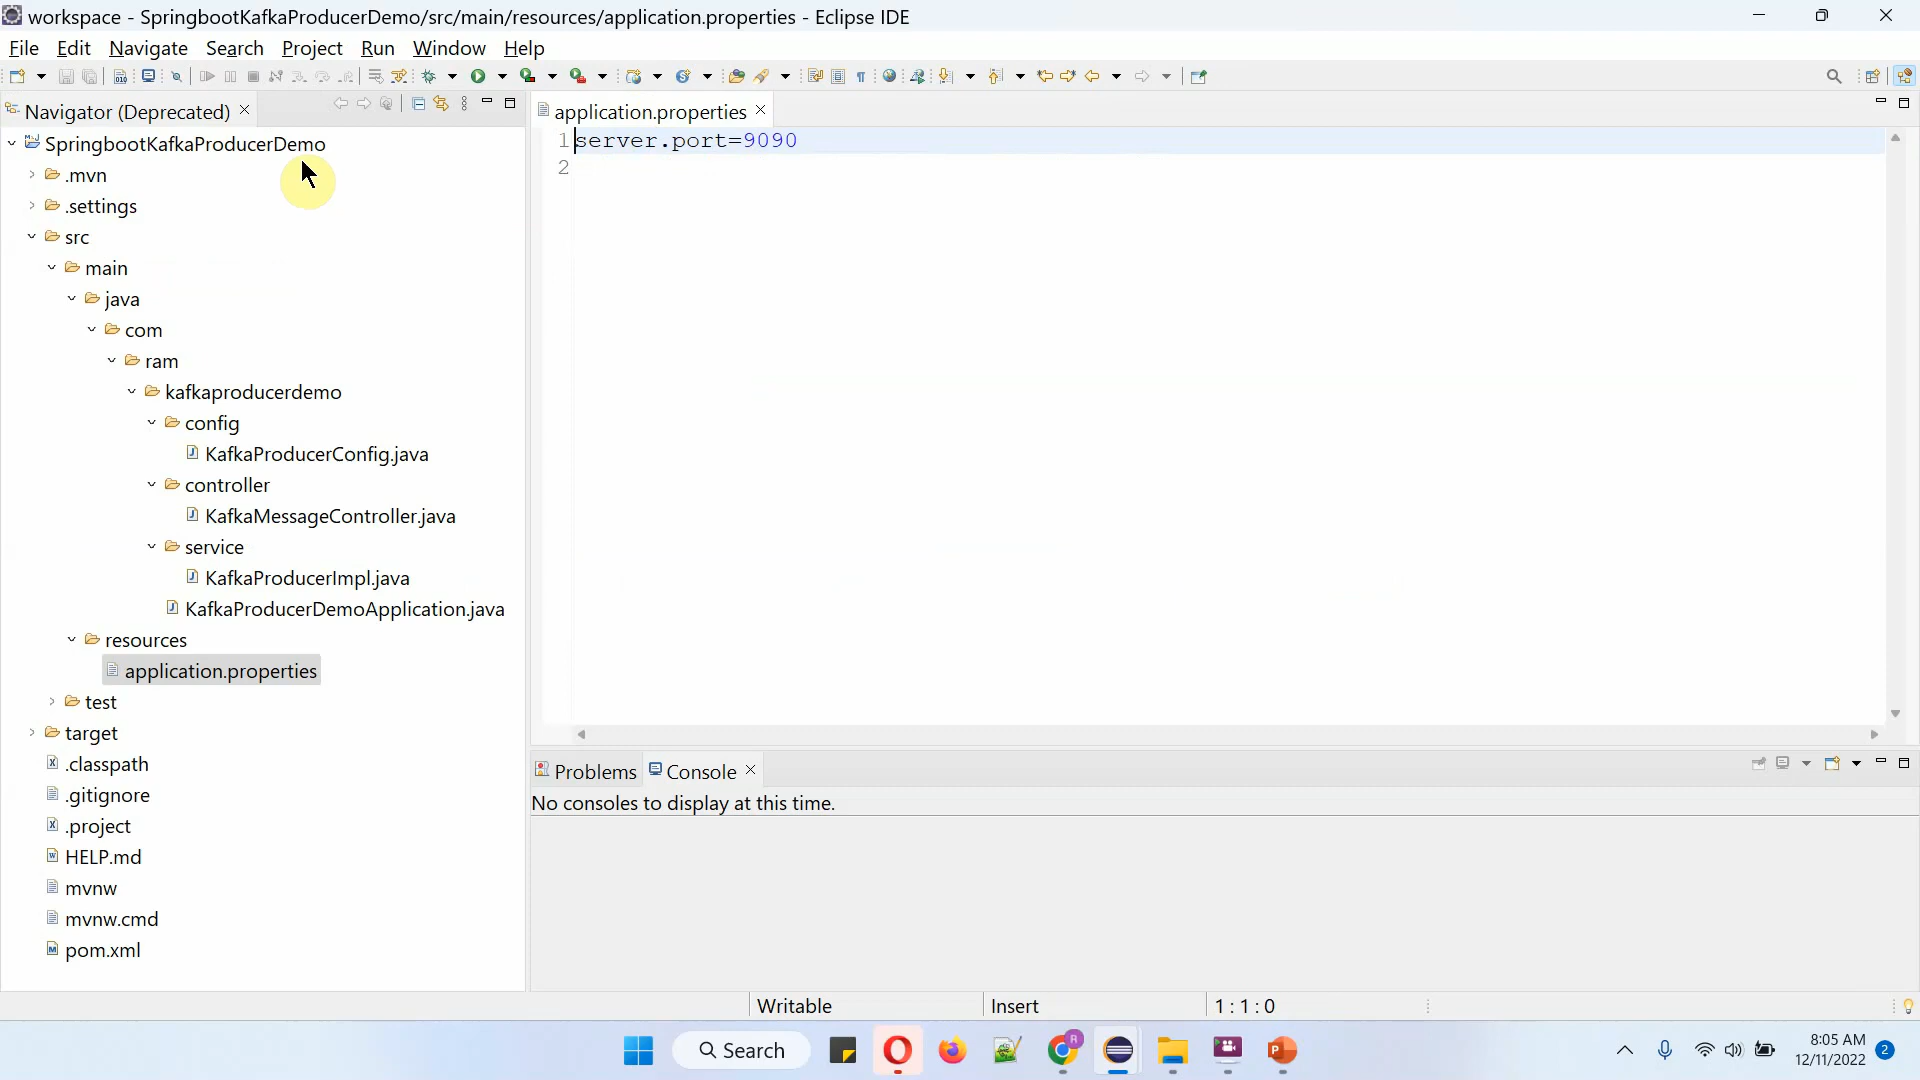 workspace - SpringbootKafkaProducerDemo/src/main/resources/application.properties - Eclipse IDE
File Edit Navigate Search Project Run Window Help
Navigator (Deprecated)
application.properties
SpringbootKafkaProducerDemo
.mvn
.settings
src
main
java
com
ram
kafkaproducerdemo
config
KafkaProducerConfig.java
controller
KafkaMessageController.java
service
KafkaProducerImpl.java
KafkaProducerDemoApplication.java
resources
application.properties
test
target
.classpath
.gitignore
.project
HELP.md
mvnw
mvnw.cmd
pom.xml
1 server.port=9090
2
Problems Console
No consoles to display at this time.
Writable Insert 1 : 1 : 0
Search
R
8:05 AM
12/11/2022
2